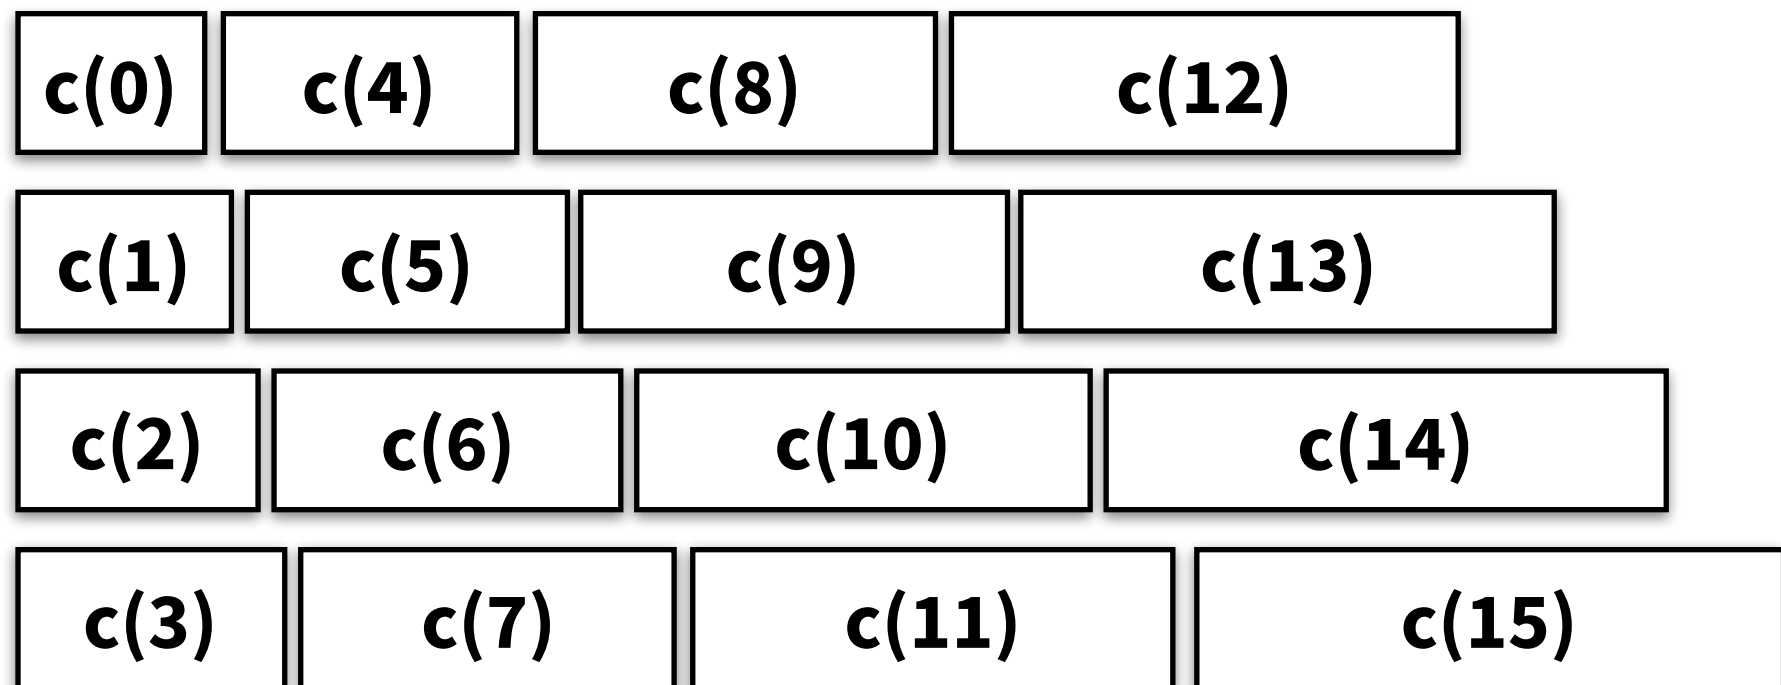 c(0) c(4) c(8) c(12)
c(1) c(5) c(9) c(13)
c(2) c(6) c(10) c(14)
c(3) c(7) c(11) c(15)